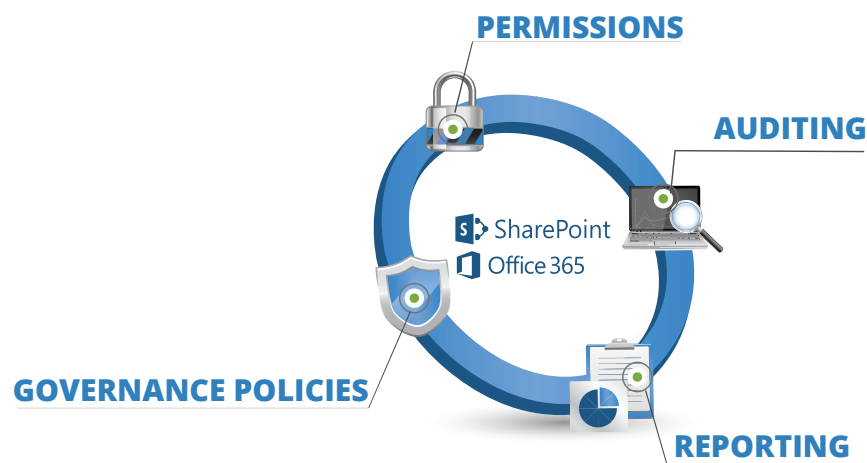 PERMISSIONS
AUDITING
S SharePoint
Office 365
GOVERNANCE POLICIES
REPORTING